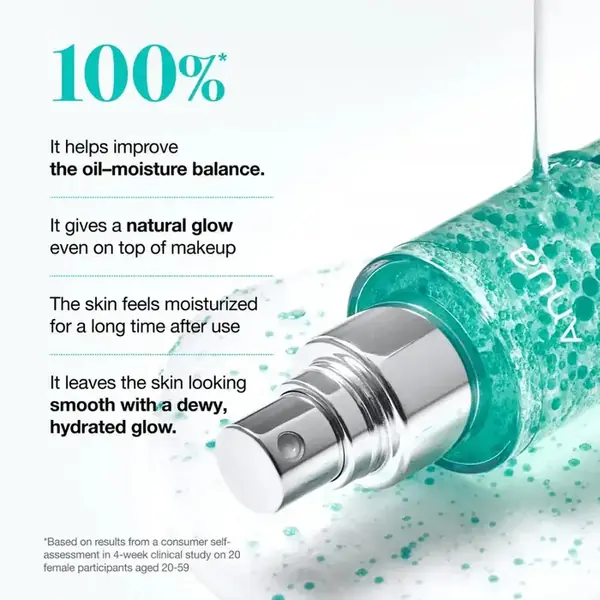 100%*
It helps improve
the oil–moisture balance.
It gives a natural glow
even on top of makeup
The skin feels moisturized
for a long time after use
It leaves the skin looking
smooth with a dewy,
hydrated glow.
*Based on results from a consumer self-
assessment in 4-week clinical study on 20
female participants aged 20-59